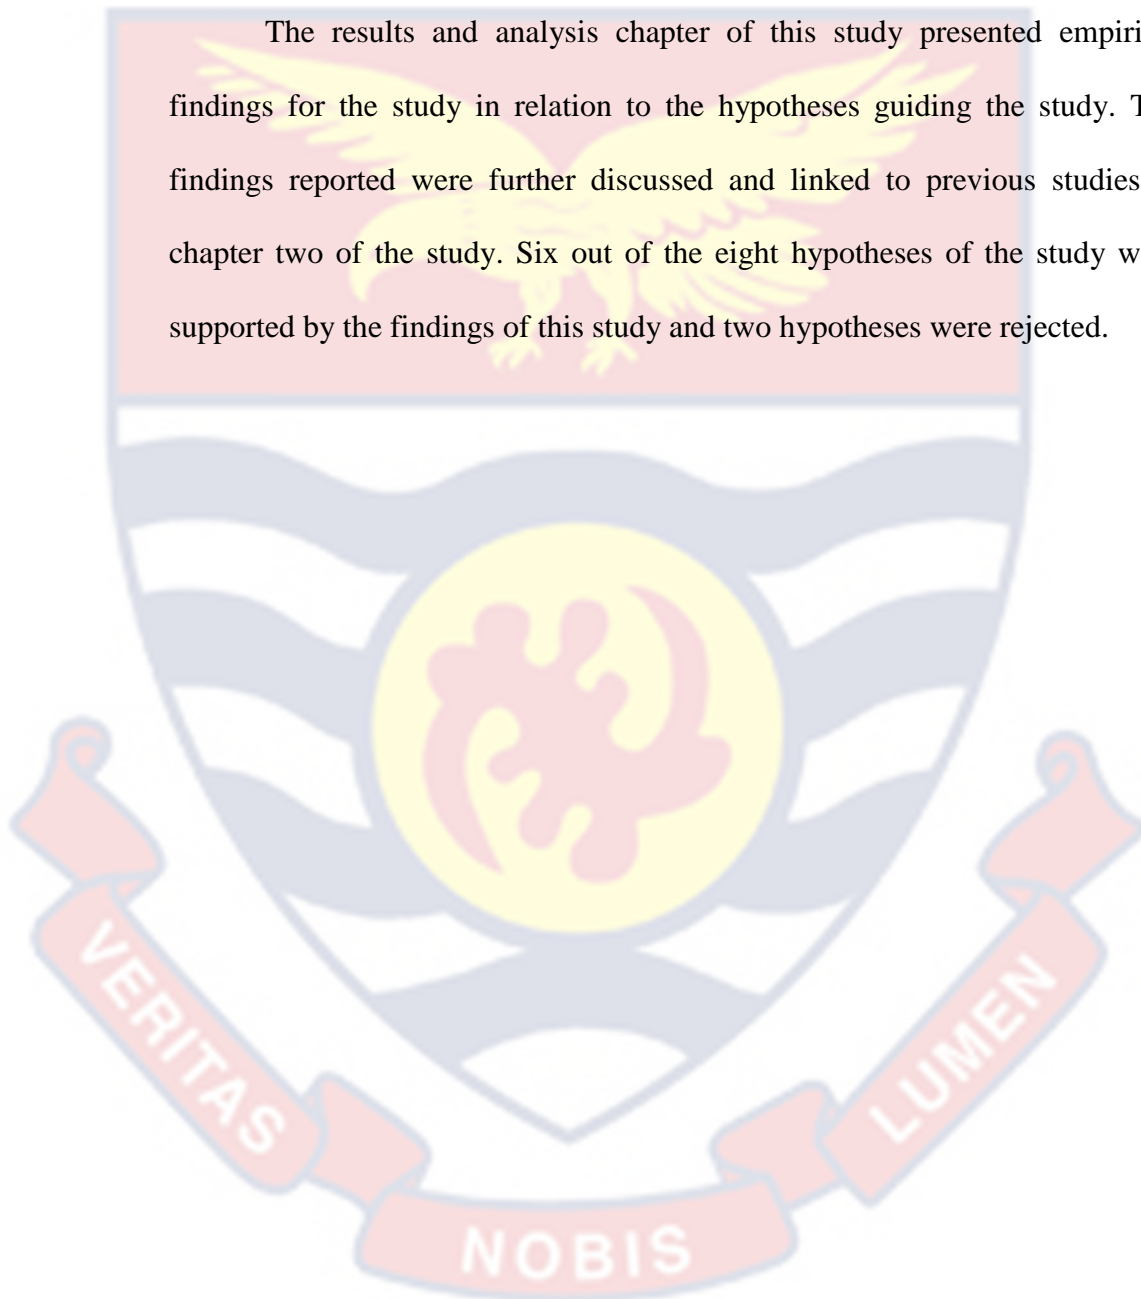 The results and analysis chapter of this study presented empiri
findings for the study in relation to the hypotheses guiding the study. T
findings reported were further discussed and linked to previous studies
chapter two of the study. Six out of the eight hypotheses of the study w
supported by the findings of this study and two hypotheses were rejected.
VERITAS
NOBIS
LUMEN